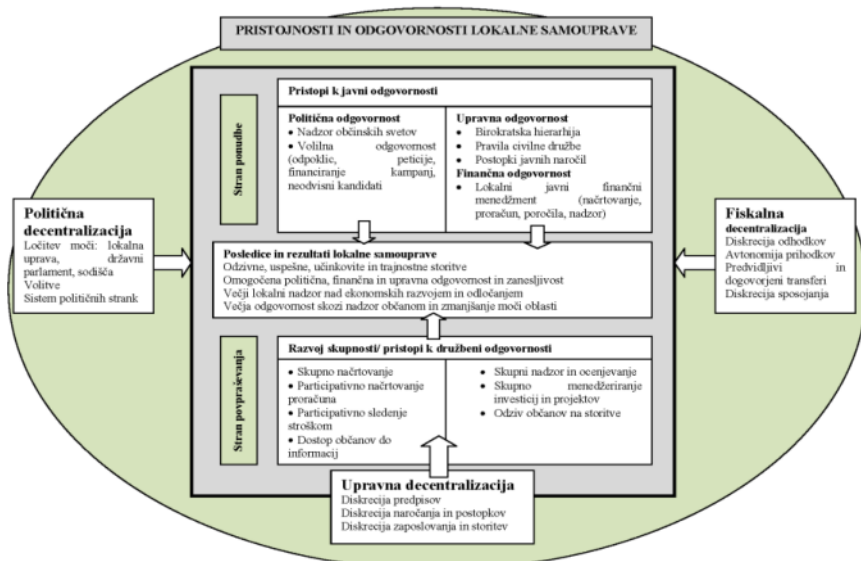 PRISTOJNOSTI IN ODGOVORNOSTI LOKALNE SAMOUPRAVE
Stran ponudbe
Pristopi k javni odgovornosti
Politična odgovornost
• Nadzor občinskih svetov
• Volilna odgovornost
(odpoklic, peticije,
financiranje kampanj,
neodvisni kandidati
Upravna odgovornost
• Birokratska hierarhija
• Pravila civilne družbe
• Postopki javnih naročil
Finančna odgovornost
• Lokalni javni finančni
menedžment (načrtovanje,
proračun, poročila, nadzor)
Politična
decentralizacija
Ločitev moči: lokalna
uprava, državni
parlament, sodišča
Volitve
Sistem političnih strank
Posledice in rezultati lokalne samouprave
Odzivne, uspešne, učinkovite in trajnostne storitve
Omogočena politična, finančna in upravna odgovornost in zanesljivost
Večji lokalni nadzor nad ekonomskih razvojem in odločanjem
Večja odgovornost skozi nadzor občanom in zmanjšanje moči oblasti
Fiskalna
decentralizacija
Diskrecija odhodkov
Avtonomija prihodkov
Predvidljivi in
dogovorjeni transferi
Diskrecija sposojanja
Stran povpraševanja
Razvoj skupnosti/ pristopi k družbeni odgovornosti
• Skupno načrtovanje
• Participativno načrtovanje
proračuna
• Participativno sledenje
stroškom
• Dostop občanov do
informacij
• Skupni nadzor in ocenjevanje
• Skupno menedžeriranje
investicij in projektov
• Odziv občanov na storitve
Upravna decentralizacija
Diskrecija predpisov
Diskrecija naročanja in postopkov
Diskrecija zaposlovanja in storitev